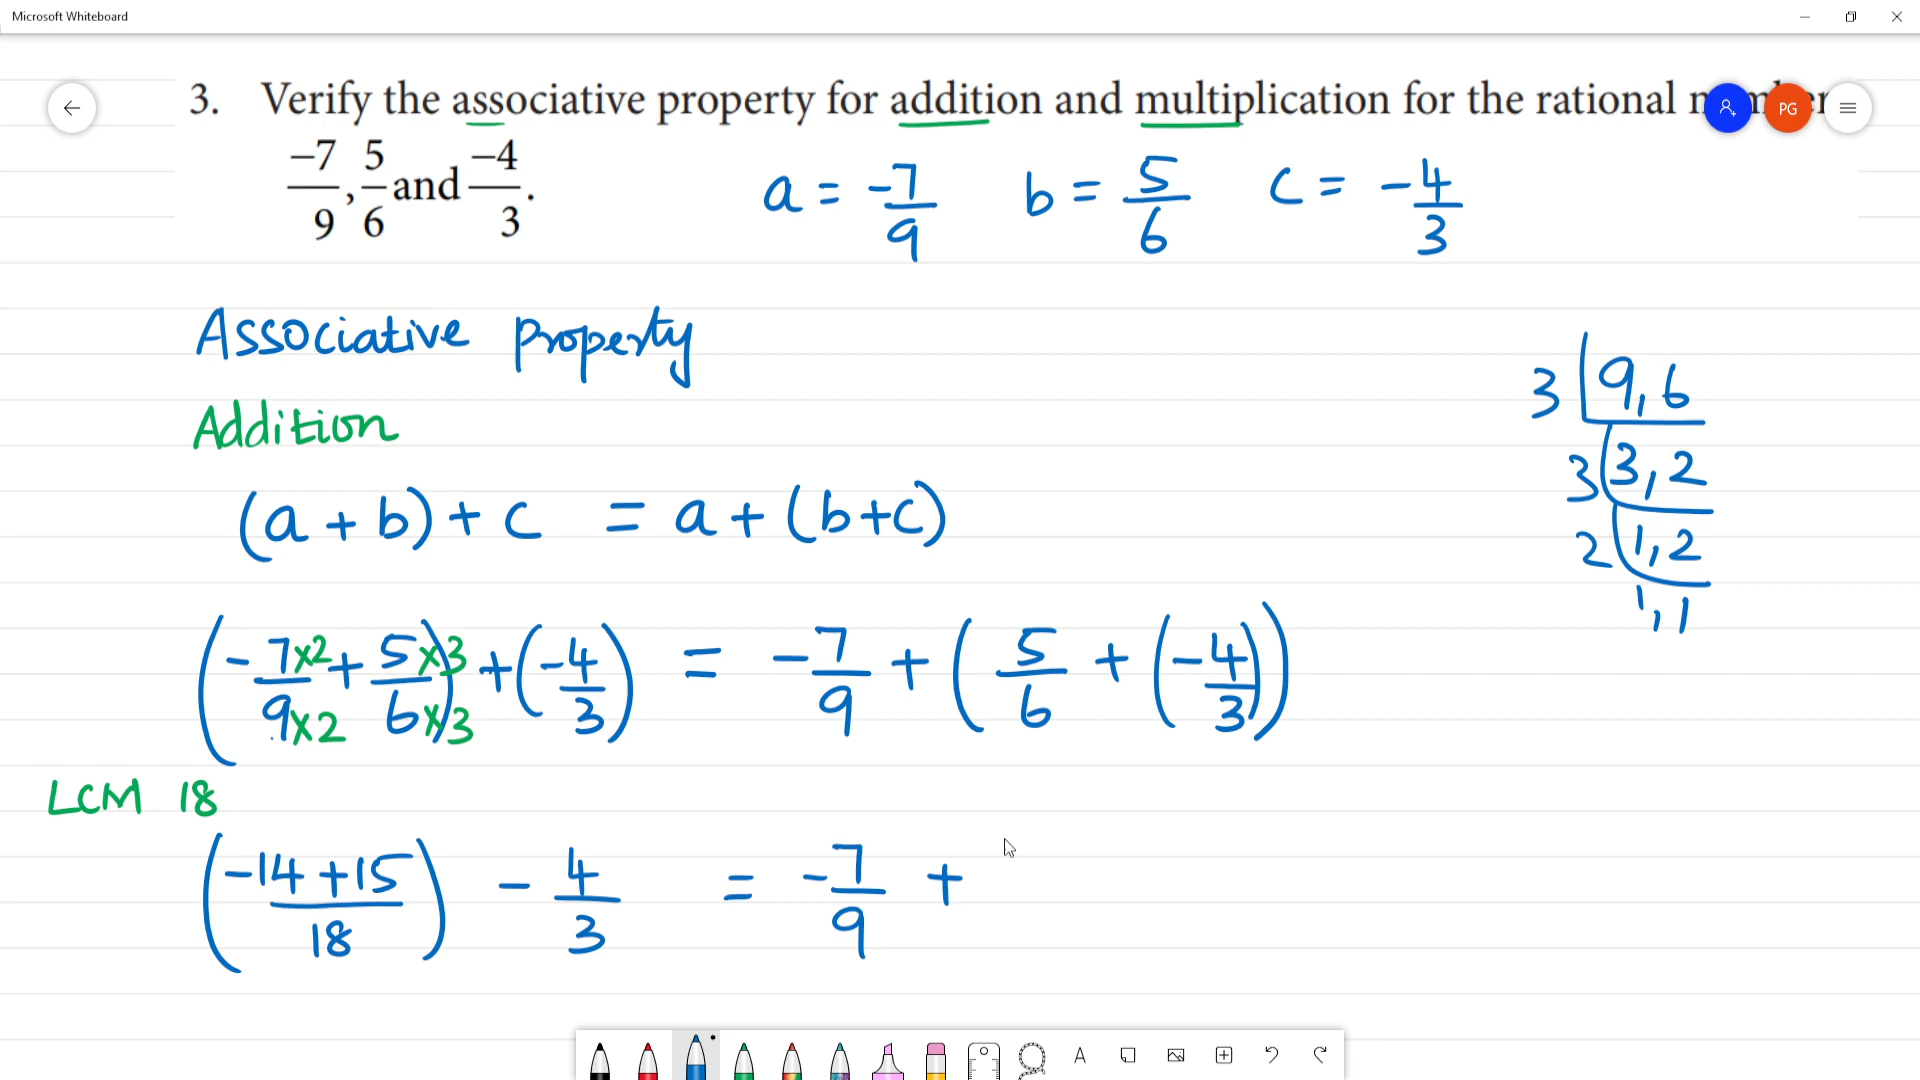 Microsoft Whiteboard
3. Verify the associative property for addition and multiplication for the rational
PG
−7/9, 5/6 and −4/3.
a = -7/9 b = 5/6 c = -4/3
Associative Property
Addition
(a + b) + c = a + (b+c)
(-7×2/9×2 + 5×3/6×3) + (-4/3) = -7/9 + (5/6 + (-4/3))
LCM 18
(-14+15/18) - 4/3 = -7/9 +
3 | 9, 6
3 | 3, 2
2 | 1, 2
1, 1
A